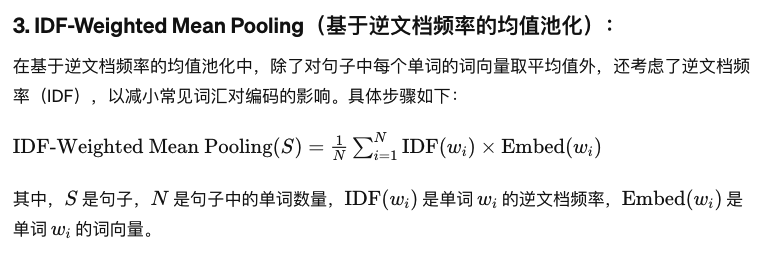 3. IDF-Weighted Mean Pooling（基于逆文档频率的均值池化）：
在基于逆文档频率的均值池化中，除了对句子中每个单词的词向量取平均值外，还考虑了逆文档频
率（IDF），以减小常见词汇对编码的影响。具体步骤如下：
IDF-Weighted Mean Pooling(S) = \frac{1}{N} \sum_{i=1}^{N} IDF(w_i) × Embed(w_i)
其中，S 是句子，N 是句子中的单词数量，IDF(w_i) 是单词 w_i 的逆文档频率，Embed(w_i) 是
单词 w_i 的词向量。